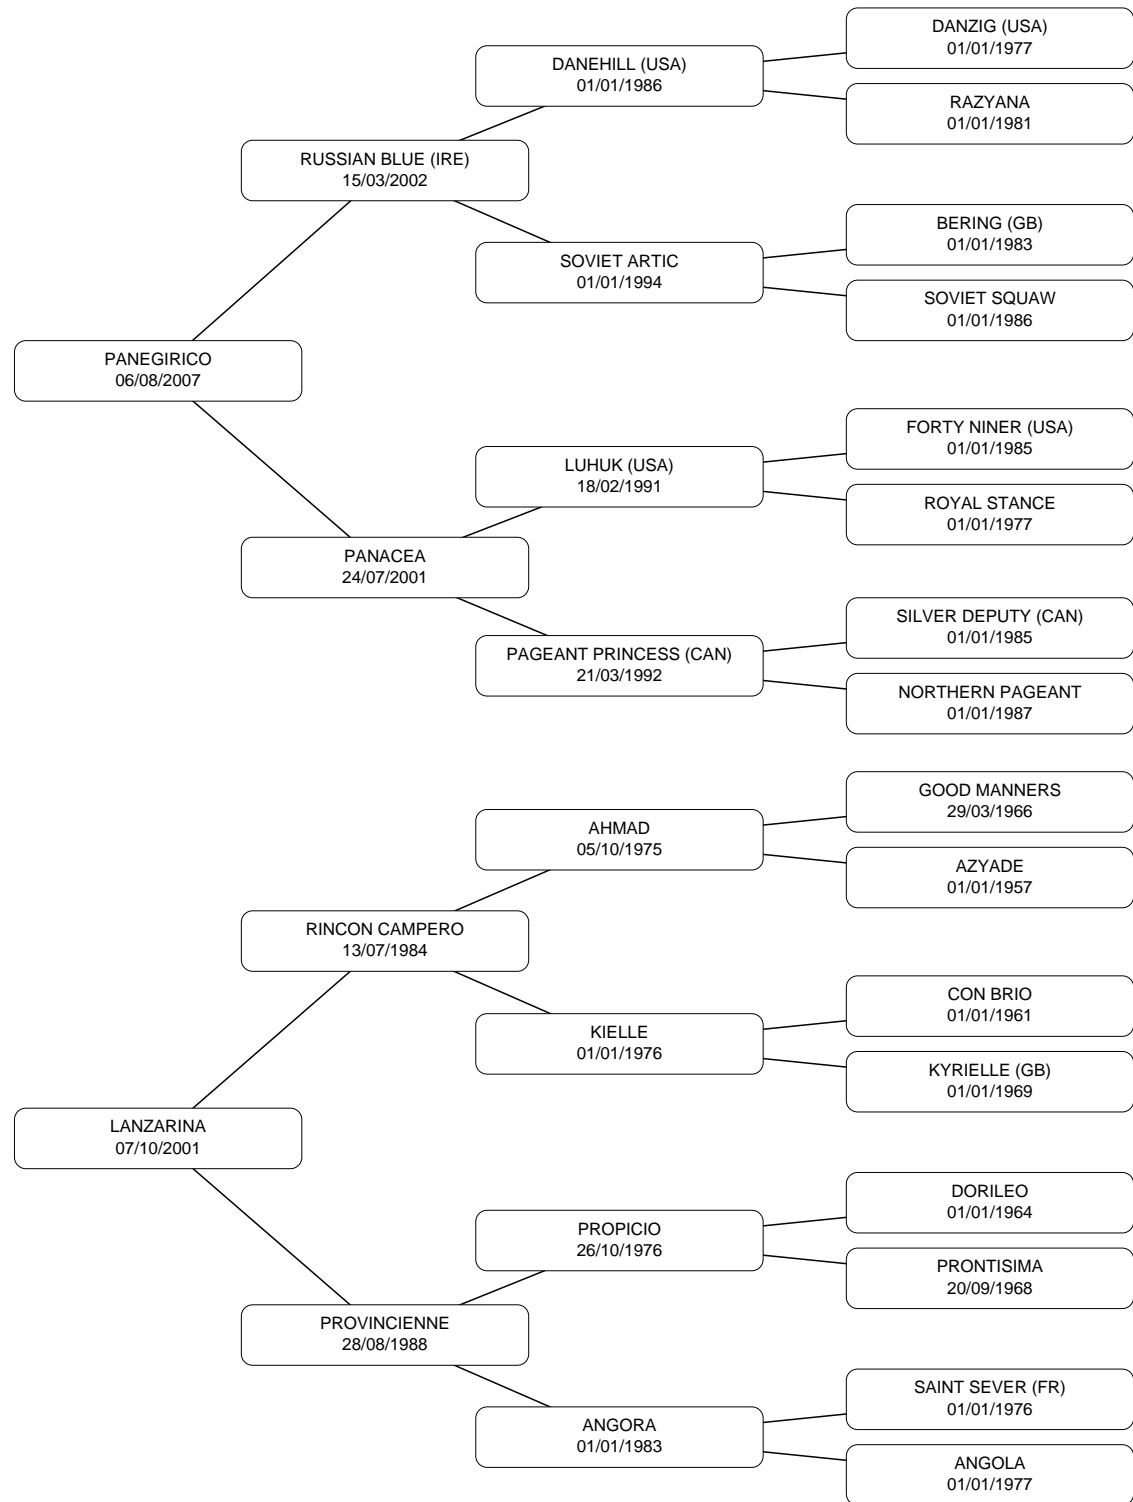 DANZIG (USA)
01/01/1977
DANEHILL (USA)
01/01/1986
RAZYANA
01/01/1981
RUSSIAN BLUE (IRE)
15/03/2002
BERING (GB)
01/01/1983
SOVIET ARTIC
01/01/1994
SOVIET SQUAW
01/01/1986
PANEGIRICO
06/08/2007
FORTY NINER (USA)
01/01/1985
LUHUK (USA)
18/02/1991
ROYAL STANCE
01/01/1977
PANACEA
24/07/2001
SILVER DEPUTY (CAN)
01/01/1985
PAGEANT PRINCESS (CAN)
21/03/1992
NORTHERN PAGEANT
01/01/1987
GOOD MANNERS
29/03/1966
AHMAD
05/10/1975
AZYADE
01/01/1957
RINCON CAMPERO
13/07/1984
CON BRIO
01/01/1961
KIELLE
01/01/1976
KYRIELLE (GB)
01/01/1969
LANZARINA
07/10/2001
DORILEO
01/01/1964
PROPICIO
26/10/1976
PRONTISIMA
20/09/1968
PROVINCIENNE
28/08/1988
SAINT SEVER (FR)
01/01/1976
ANGORA
01/01/1983
ANGOLA
01/01/1977